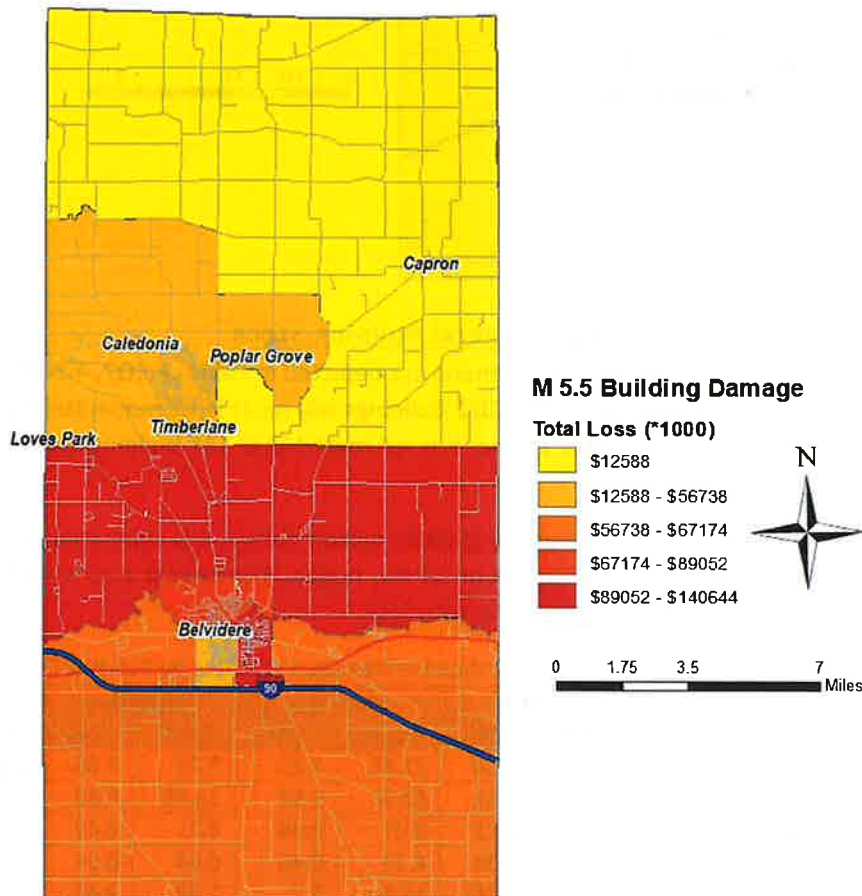 Capron
Caledonia
Poplar Grove
Timberlane
Loves Park
Belvidere
90
M 5.5 Building Damage
Total Loss (*1000)
$12588
$12588 - $56738
$56738 - $67174
$67174 - $89052
$89052 - $140644
N
0 1.75 3.5 7
Miles